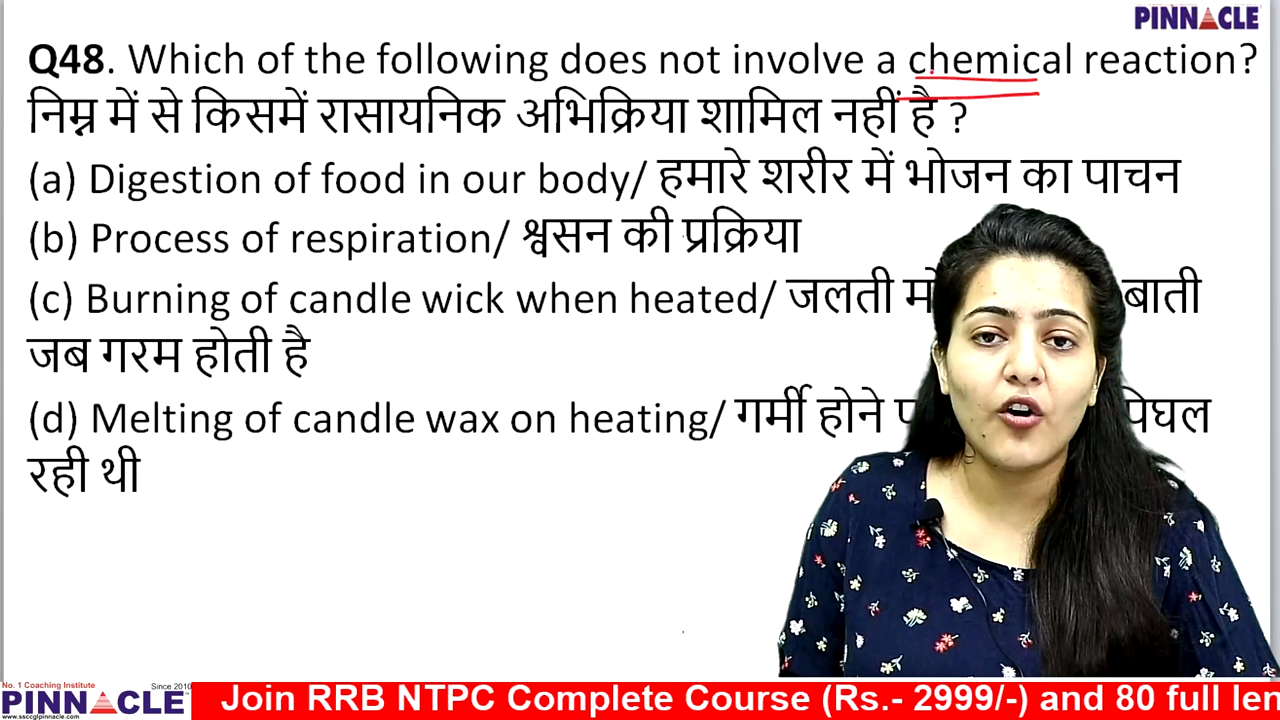 PINNACLE
Q48. Which of the following does not involve a chemical reaction?
निम्न में से किसमें रासायनिक अभिक्रिया शामिल नहीं है ?
(a) Digestion of food in our body/ हमारे शरीर में भोजन का पाचन
(b) Process of respiration/ श्वसन की प्रक्रिया
(c) Burning of candle wick when heated/ जलती बाती
जब गरम होती है
(d) Melting of candle wax on heating/ गर्मी होने पिघल
रही थी
No. 1 Coaching Institute Since 2010
PINNACLE
www.ssccglpinnacle.com
Join RRB NTPC Complete Course (Rs.- 2999/-) and 80 full len